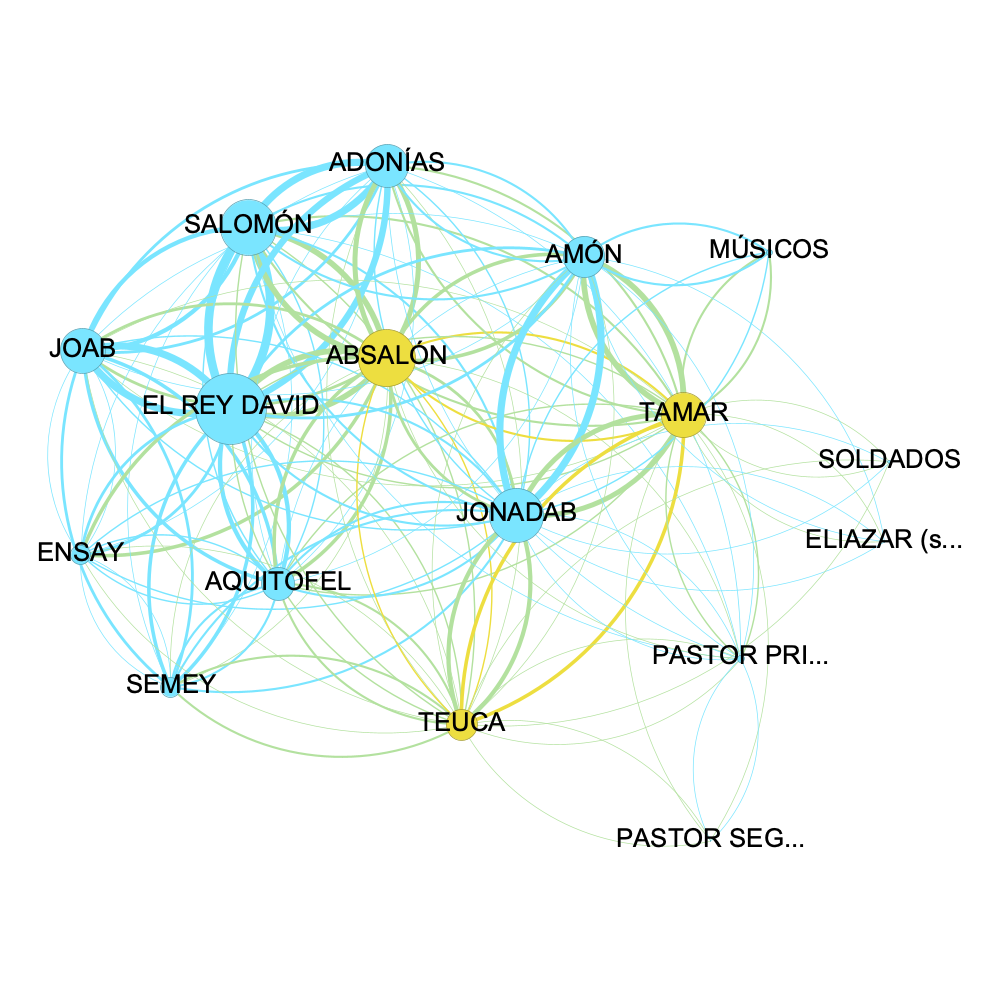 ADONÍAS
SALOMÓN
AMÓN
MÚSICOS
JOAB
ABSALÓN
EL REY DAVID
TAMAR
SOLDADOS
JONADAB
ELIAZAR (s...
ENSAY
AQUITOFEL
PASTOR PRI...
SEMEY
TEUCA
PASTOR SEG...